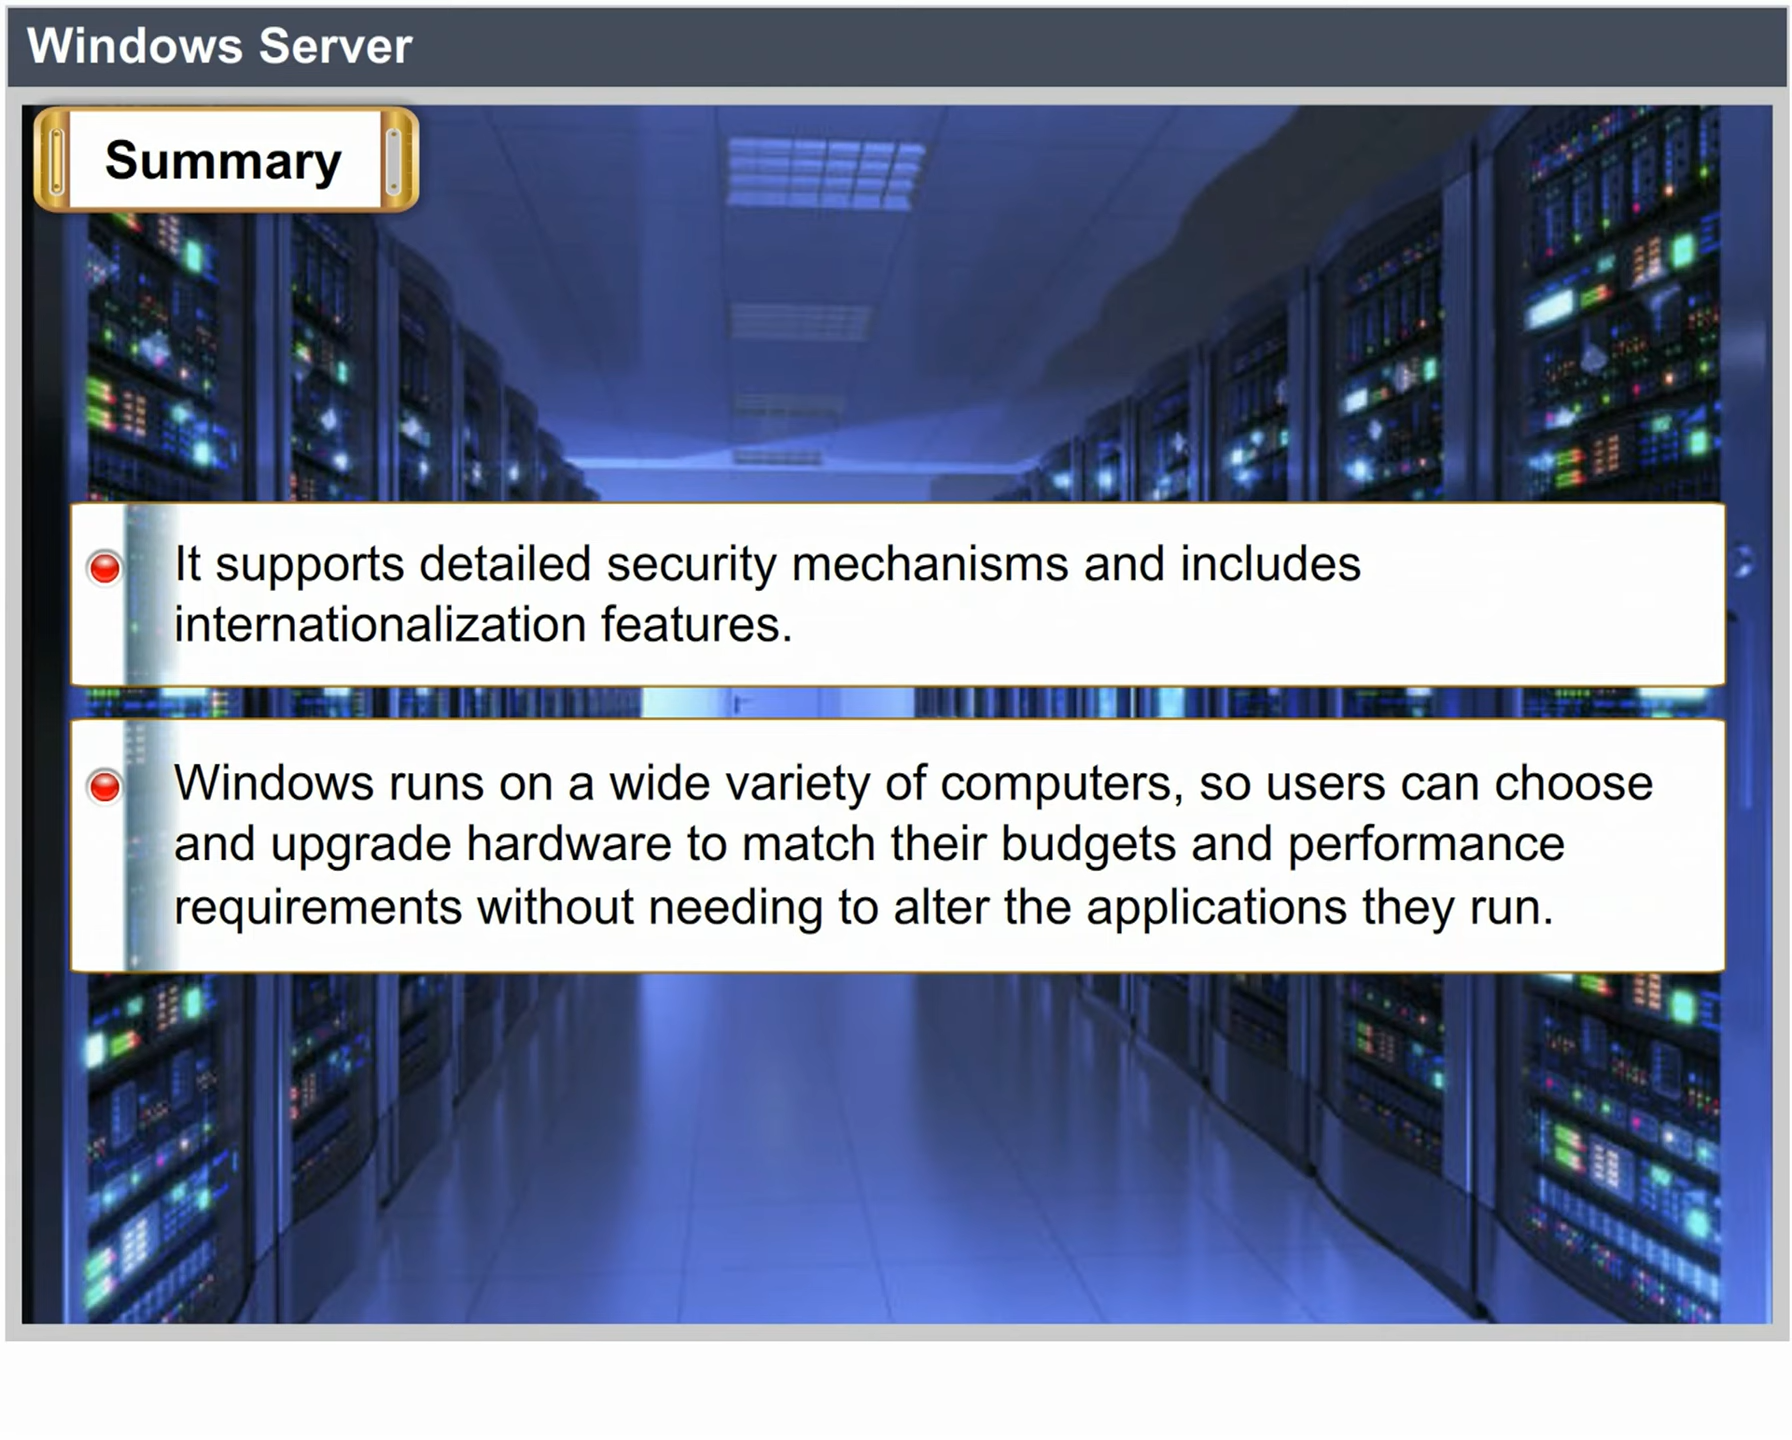 Windows Server
Summary
It supports detailed security mechanisms and includes
internationalization features.
Windows runs on a wide variety of computers, so users can choose
and upgrade hardware to match their budgets and performance
requirements without needing to alter the applications they run.